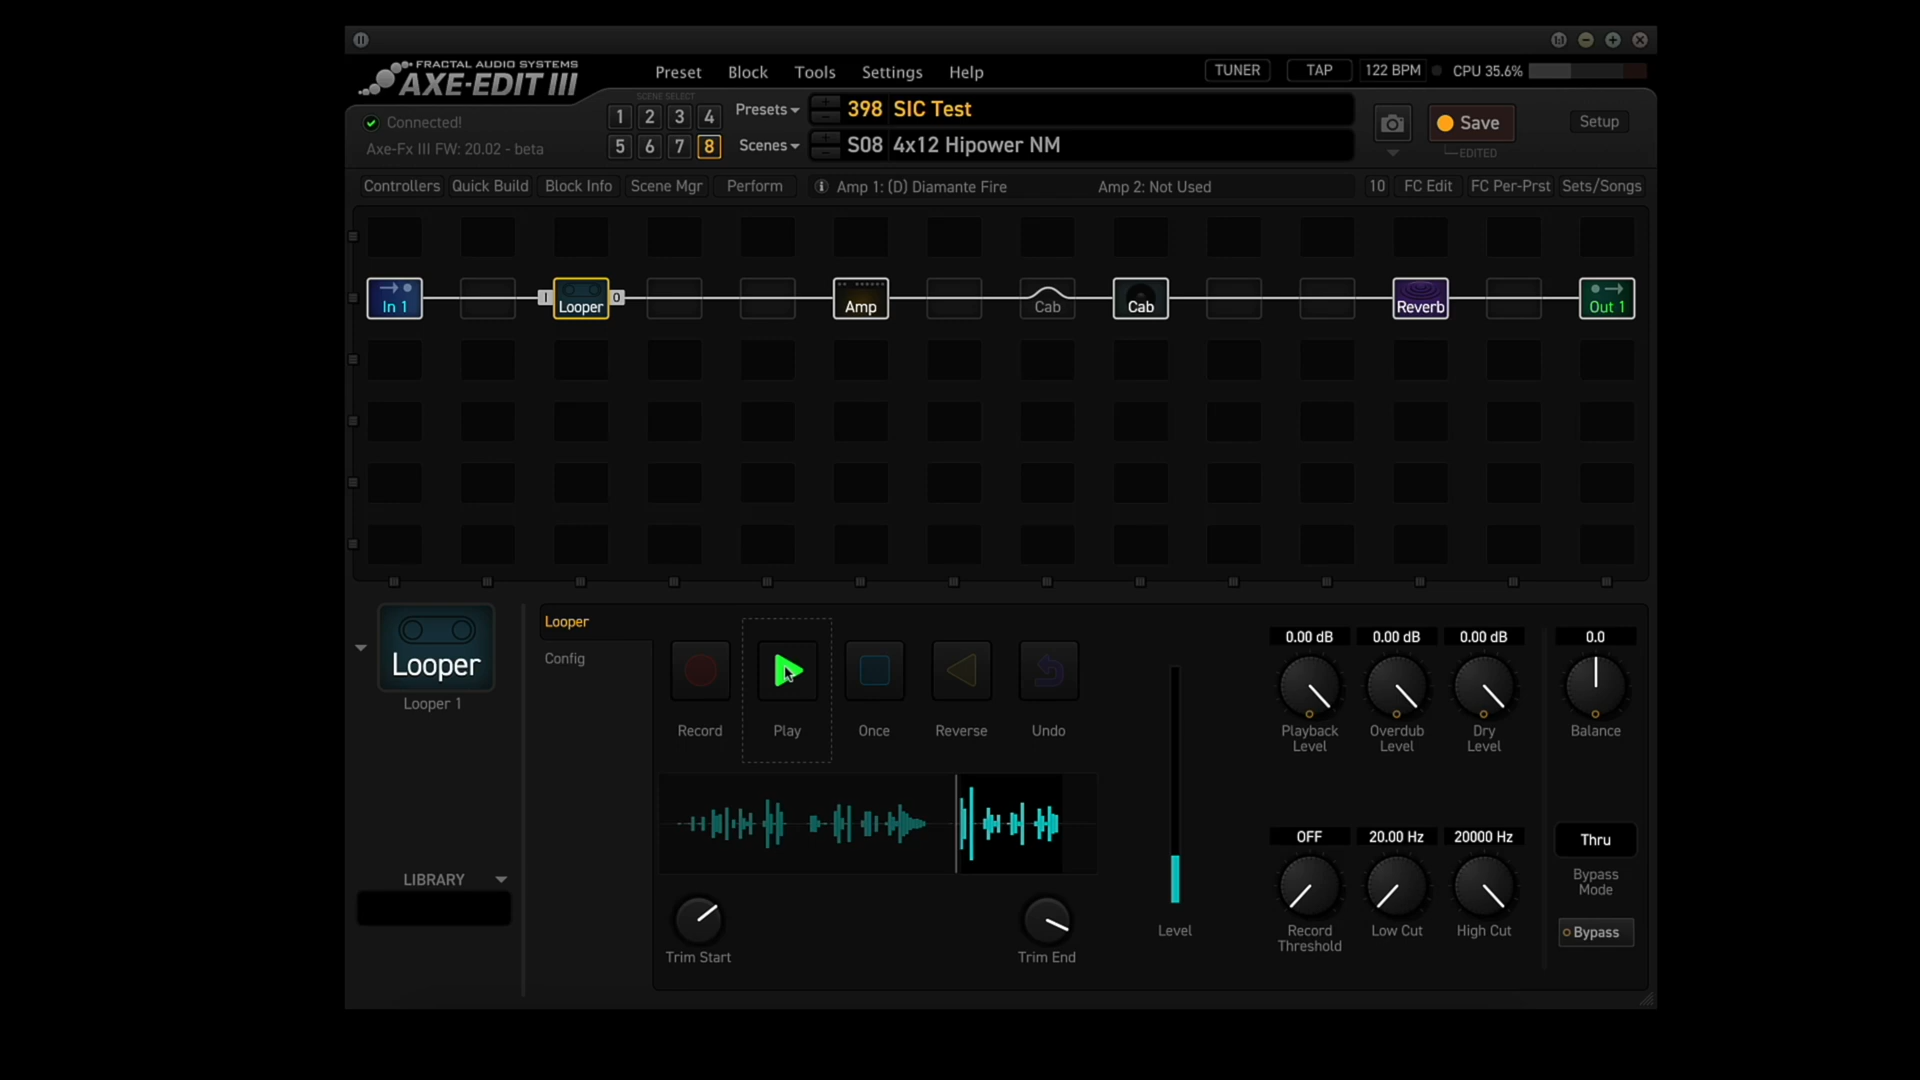 FRACTAL AUDIO SYSTEMS
AXE-EDIT III
Preset Block Tools Settings Help
TUNER TAP 122 BPM CPU 35.6%
SCENE SELECT
1 2 3 4
5 6 7 8
Presets 398 SIC Test
Scenes S08 4x12 Hipower NM
Connected!
Axe-Fx III FW: 20.02 - beta
Save
EDITED
Setup
Controllers Quick Build Block Info Scene Mgr Perform
Amp 1: (D) Diamante Fire Amp 2: Not Used
10 FC Edit FC Per-Prst Sets/Songs
In 1 I Looper O Amp Cab Cab Reverb Out 1
Looper
Looper 1
LIBRARY
Looper
Config
Record Play Once Reverse Undo
Trim Start Trim End
Level
0.00 dB 0.00 dB 0.00 dB 0.0
Playback Level
Overdub Level
Dry Level
Balance
OFF 20.00 Hz 20000 Hz Thru
Record Threshold
Low Cut
High Cut
Bypass Mode
Bypass